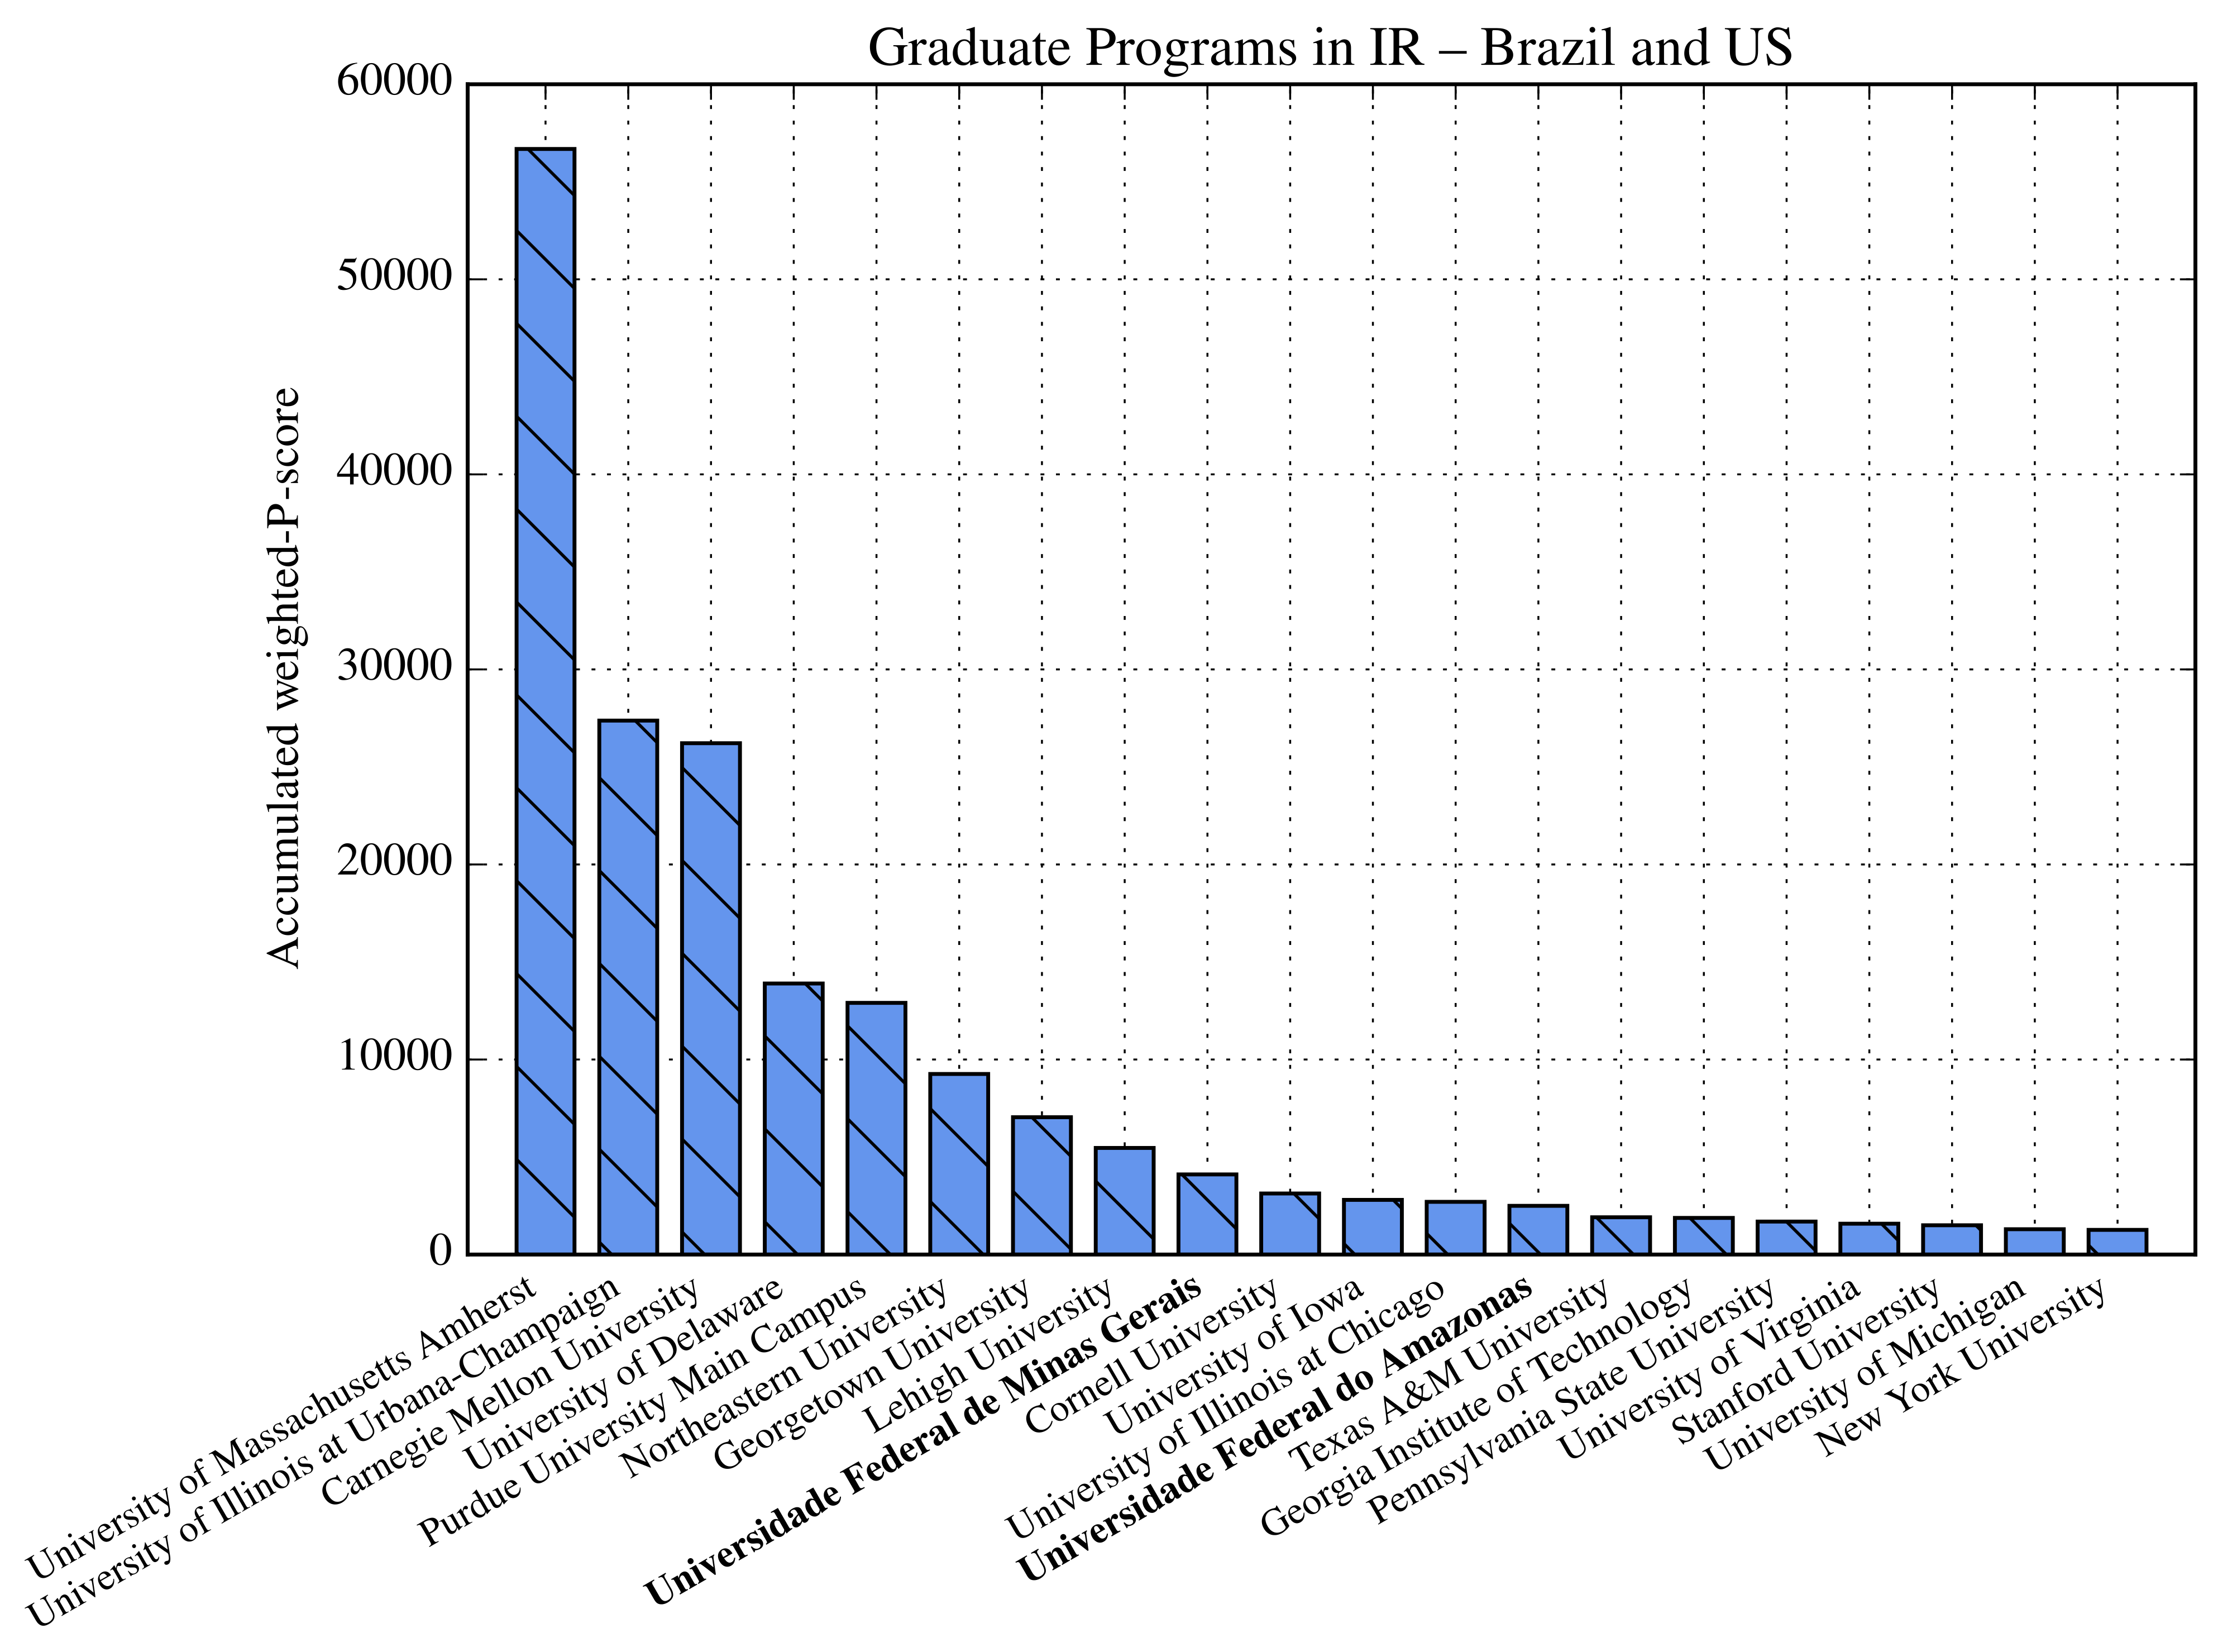 Graduate Programs in IR – Brazil and US
Accumulated weighted-P-score
60000
50000
40000
30000
20000
10000
0
University of Massachusetts Amherst
University of Illinois at Urbana-Champaign
Carnegie Mellon University
University of Delaware
Purdue University Main Campus
Northeastern University
Georgetown University
Lehigh University
Universidade Federal de Minas Gerais
Cornell University
University of Iowa
University of Illinois at Chicago
Universidade Federal do Amazonas
Texas A&M University
Georgia Institute of Technology
Pennsylvania State University
University of Virginia
Stanford University
University of Michigan
New York University